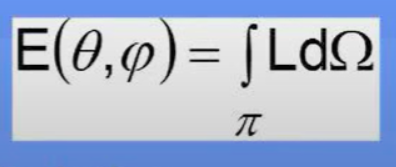 E(θ,φ) = ∫LdΩ
π